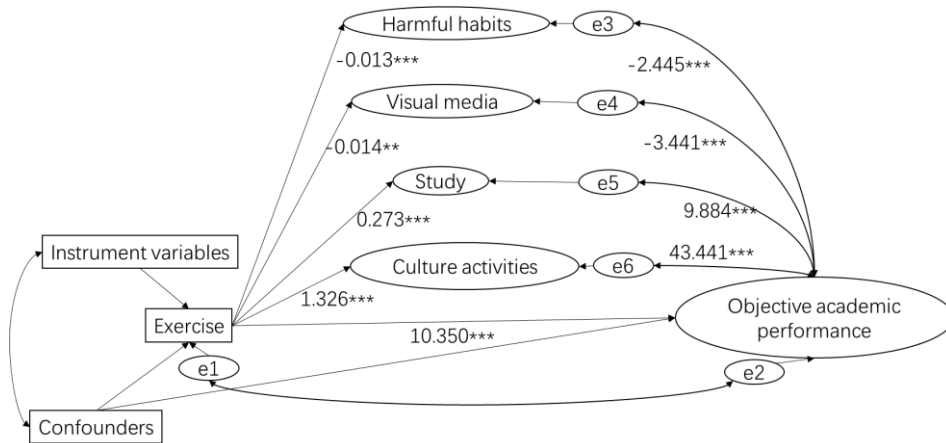 Harmful habits
e3
-0.013***
-2.445***
Visual media
e4
-0.014**
-3.441***
Study
e5
0.273***
9.884***
Instrument variables
Culture activities
e6
43.441***
1.326***
Exercise
10.350***
Objective academic
performance
e1
e2
Confounders